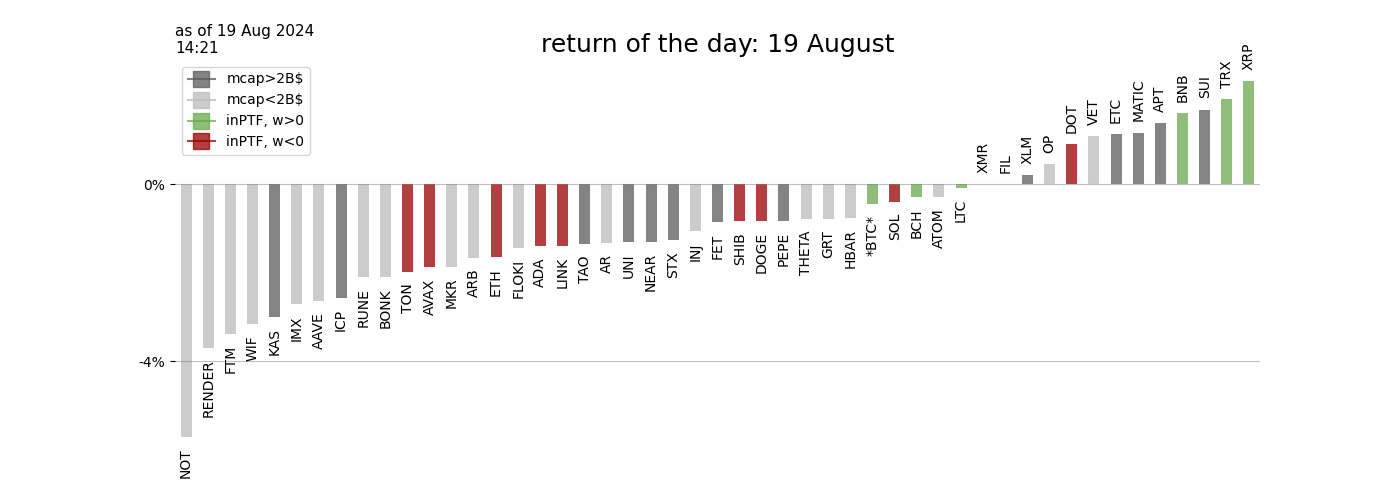 as of 19 Aug 2024
14:21
return of the day: 19 August
mcap>2B$
mcap<2B$
inPTF, w>0
inPTF, w<0
0%
-4%
NOT
RENDER
FTM
WIF
KAS
IMX
AAVE
ICP
RUNE
BONK
TON
AVAX
MKR
ARB
ETH
FLOKI
ADA
LINK
TAO
AR
UNI
NEAR
STX
INJ
FET
SHIB
DOGE
PEPE
THETA
GRT
HBAR
*BTC*
SOL
BCH
ATOM
LTC
XMR
FIL
XLM
OP
DOT
VET
ETC
MATIC
APT
BNB
SUI
TRX
XRP